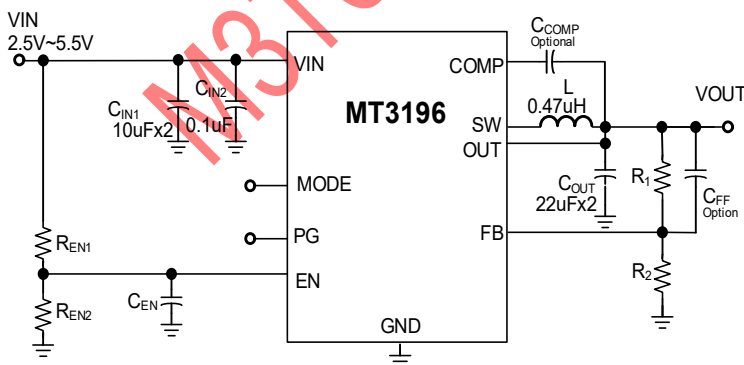 VIN
2.5V~5.5V
CIN1
10uFx2
CIN2
0.1uF
REN1
REN2
CEN
MT3196
VIN
MODE
PG
EN
GND
COMP
SW
OUT
FB
CCOMP
Optional
L
0.47uH
VOUT
COUT
22uFx2
R1
CFF
Option
R2